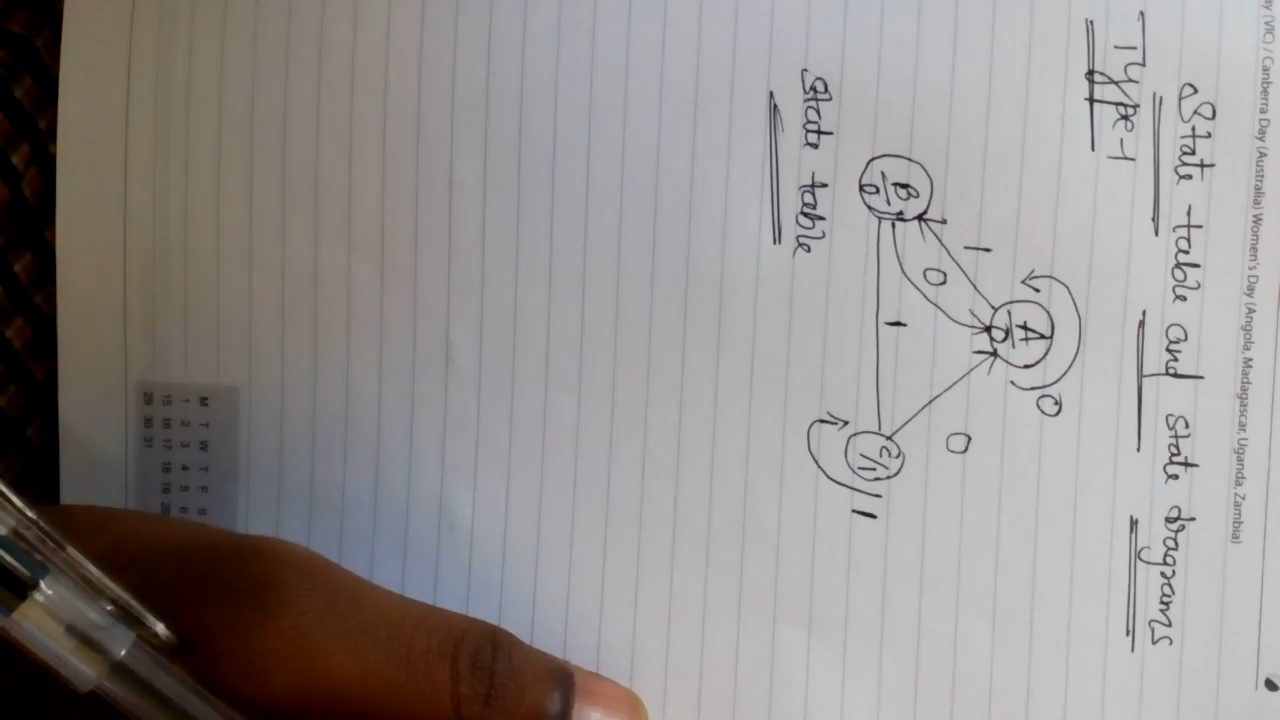 ay (VIC) / Canberra Day (Australia) Women's Day (Angola, Madagascar, Uganda, Zambia)
State table and state diagrams
Type-1
0
A
0
1
0
0
B
0
1
C/1
1
State table
M T W T F S
1 2 3 4 5 6
15 16 17 18 19 20
29 30 31